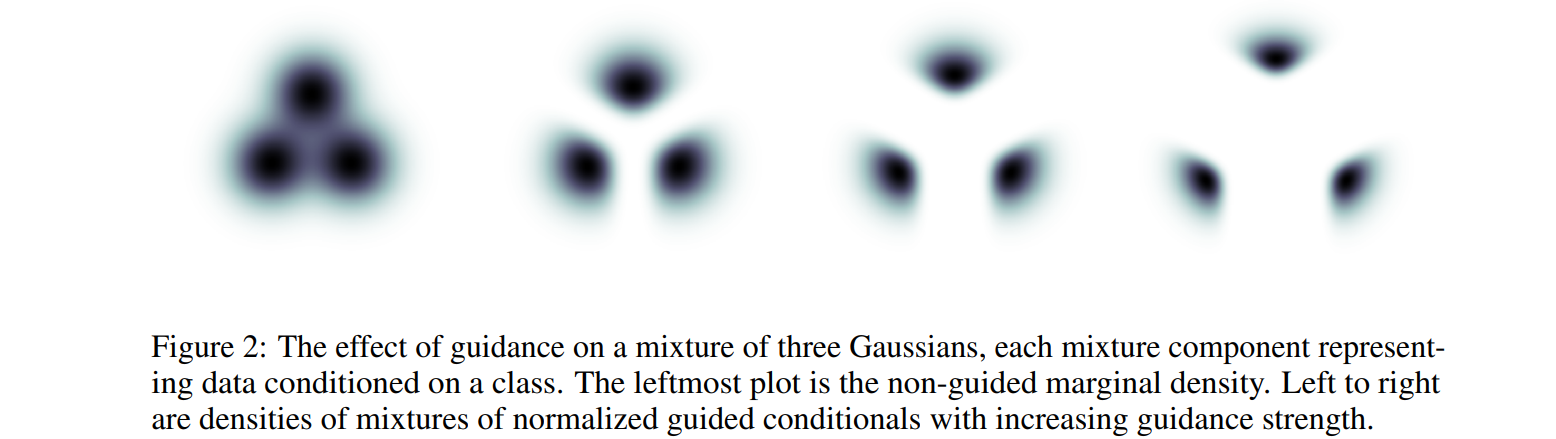 Figure 2: The effect of guidance on a mixture of three Gaussians, each mixture component represent-
ing data conditioned on a class. The leftmost plot is the non-guided marginal density. Left to right
are densities of mixtures of normalized guided conditionals with increasing guidance strength.